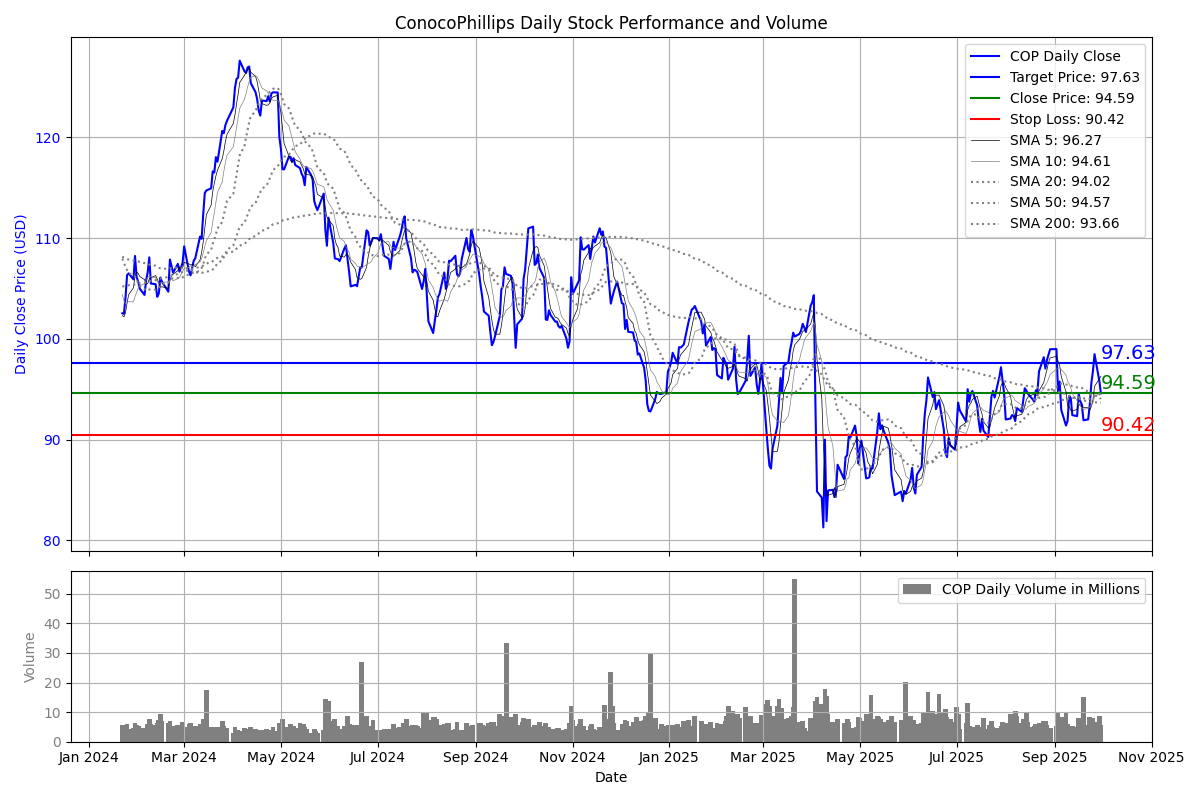 ConocoPhillips Daily Stock Performance and Volume
COP Daily Close
Target Price: 97.63
Close Price: 94.59
Stop Loss: 90.42
SMA 5: 96.27
SMA 10: 94.61
SMA 20: 94.02
SMA 50: 94.57
SMA 200: 93.66
Daily Close Price (USD)
120
110
100
90
80
97.63
94.59
90.42
COP Daily Volume in Millions
Volume
50
40
30
20
10
0
Jan 2024 Mar 2024 May 2024 Jul 2024 Sep 2024 Nov 2024 Jan 2025 Mar 2025 May 2025 Jul 2025 Sep 2025 Nov 2025
Date